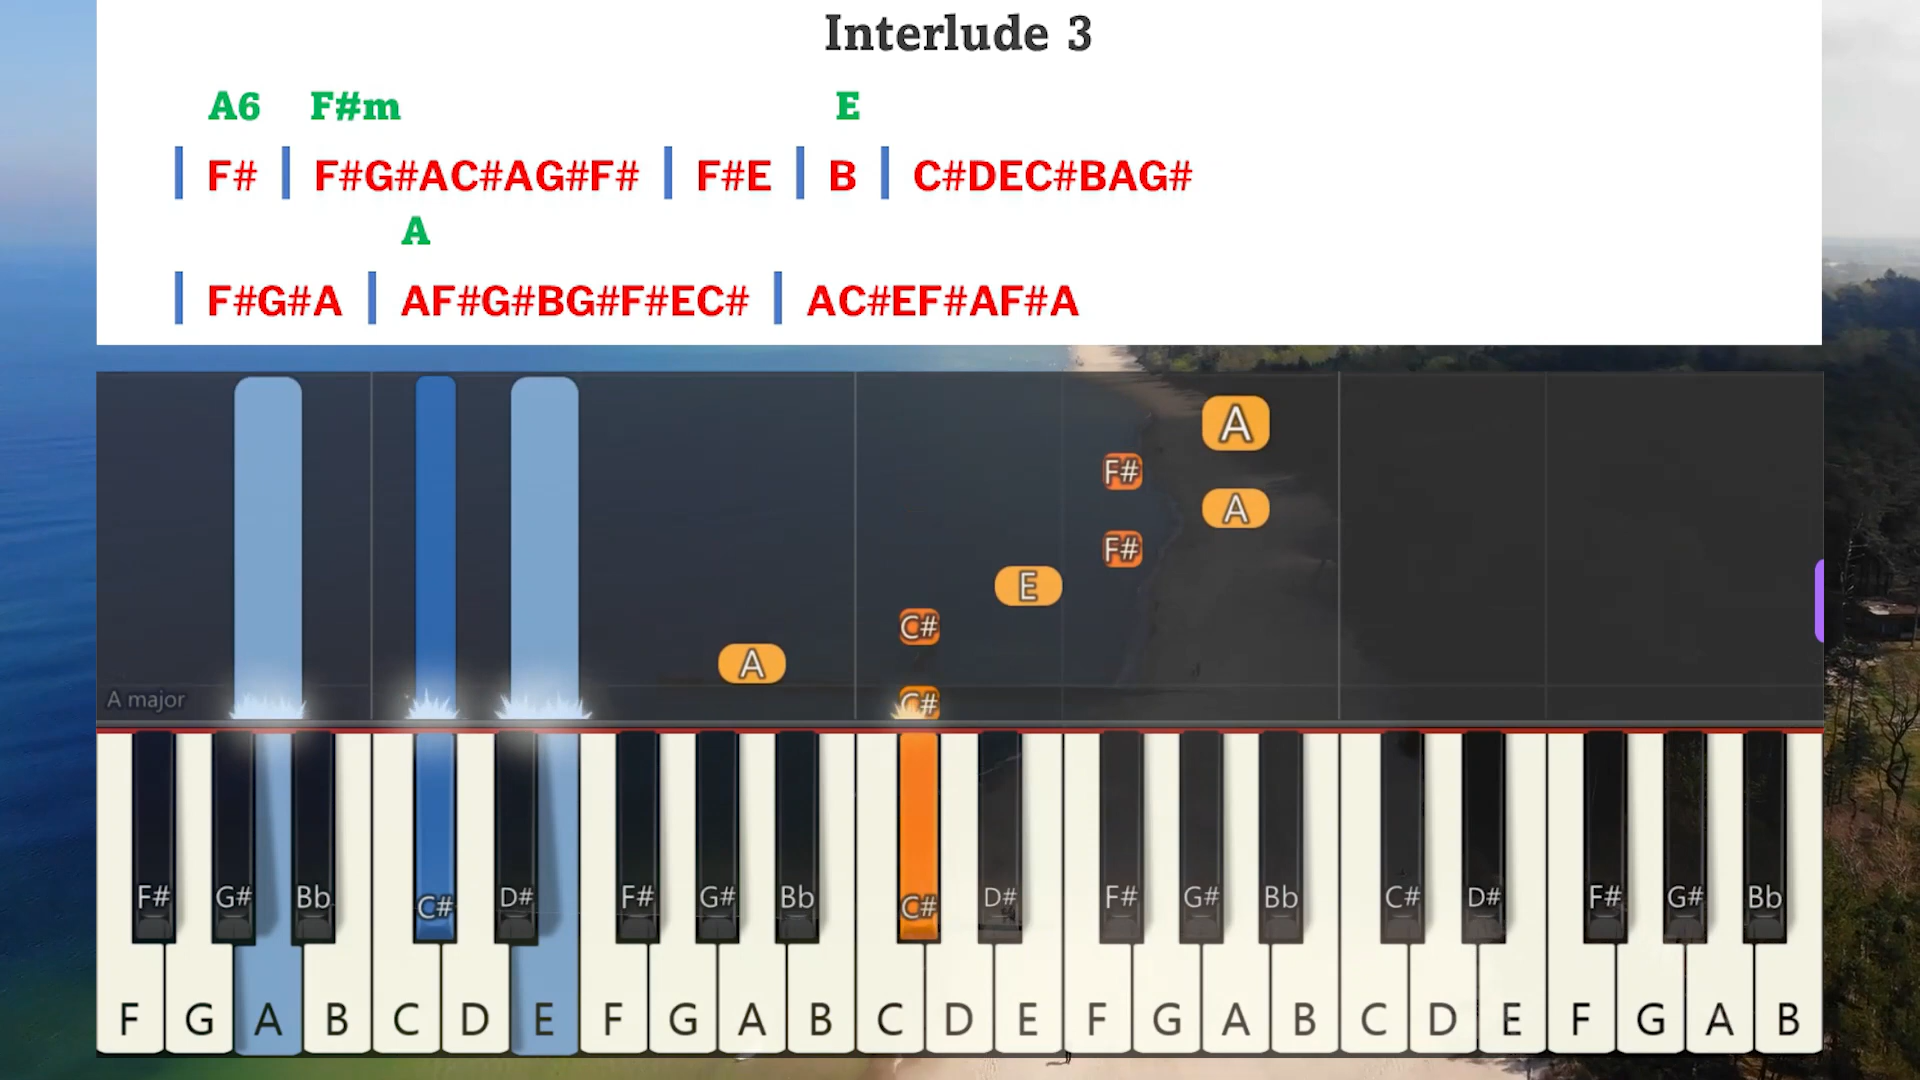 Interlude 3
A6 F#m E
| F# | F#G#AC#AG#F# | F#E | B | C#DEC#BAG#
A
| F#G#A | AF#G#BG#F#EC# | AC#EF#AF#A
A
F#
A
F#
E
C#
A
A major C#
F# G# Bb C# D# F# G# Bb C# D# F# G# Bb C# D# F# G# Bb
F G A B C D E F G A B C D E F G A B C D E F G A B